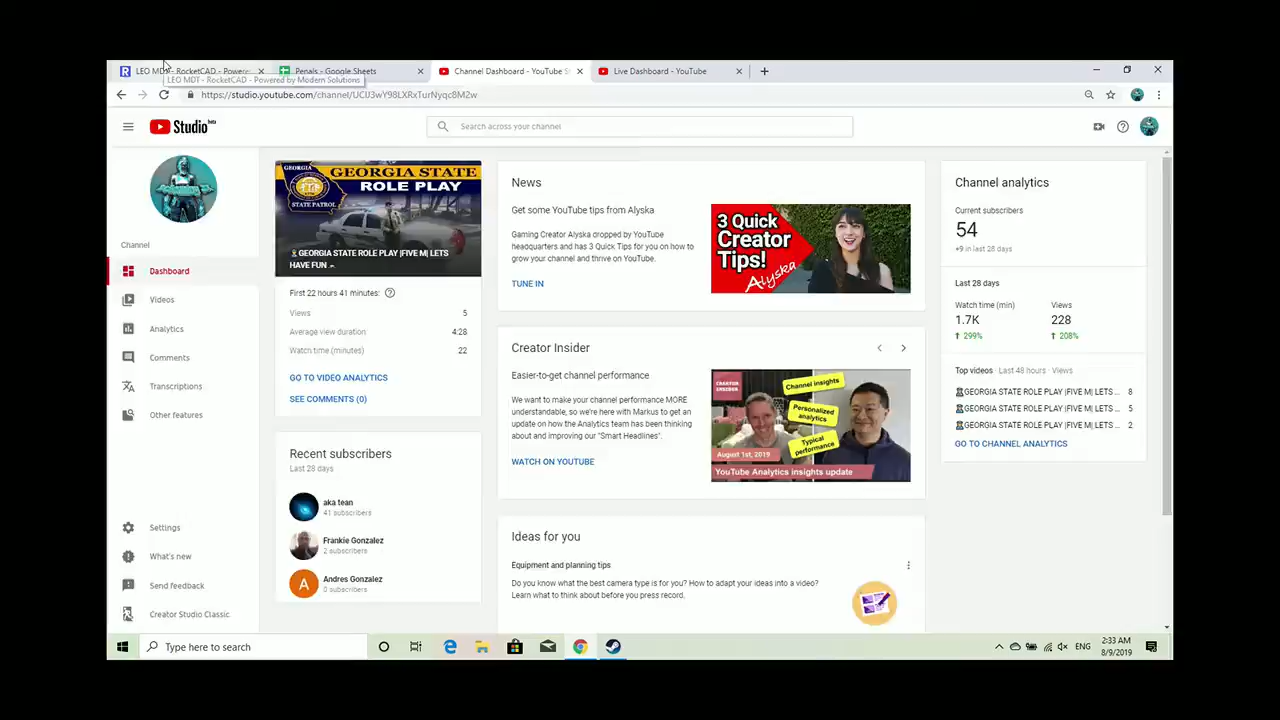 LEO MDT - RocketCAD - Powere
Penals - Google Sheets
Channel Dashboard - YouTube S
Live Dashboard - YouTube
LEO MDT - RocketCAD - Powered by Modern Solutions
https://studio.youtube.com/channel/UClJ3wY98LXRxTurNyqc8M2w
Studio beta
Search across your channel
Channel
Dashboard
Videos
Analytics
Comments
Transcriptions
Other features
Settings
What's new
Send feedback
Creator Studio Classic
GEORGIA
GEORGIA STATE
ROLE PLAY
STATE PATROL
GEORGIA STATE ROLE PLAY |FIVE M| LETS
HAVE FUN
First 22 hours 41 minutes:
Views 5
Average view duration 4:28
Watch time (minutes) 22
GO TO VIDEO ANALYTICS
SEE COMMENTS (0)
Recent subscribers
Last 28 days
aka tean
41 subscribers
Frankie Gonzalez
2 subscribers
A
Andres Gonzalez
0 subscribers
News
Get some YouTube tips from Alyska
Gaming Creator Alyska dropped by YouTube
headquarters and has 3 Quick Tips for you on how to
grow your channel and thrive on YouTube.
TUNE IN
3 Quick
Creator
Tips!
Alyska
Creator Insider
Easier-to-get channel performance
We want to make your channel performance MORE
understandable, so we're here with Markus to get an
update on how the Analytics team has been thinking
about and improving our "Smart Headlines".
WATCH ON YOUTUBE
CREATOR
INSIDER
Channel insights
Personalized
analytics
Typical
performance
August 1st, 2019
YouTube Analytics insights update
Ideas for you
Equipment and planning tips
Do you know what the best camera type is for you? How to adapt your ideas into a video?
Learn what to think about before you press record.
Channel analytics
Current subscribers
54
+9 in last 28 days
Last 28 days
Watch time (min) Views
1.7K 228
299% 208%
Top videos · Last 48 hours · Views
GEORGIA STATE ROLE PLAY |FIVE M| LETS ... 8
GEORGIA STATE ROLE PLAY |FIVE M| LETS ... 5
GEORGIA STATE ROLE PLAY |FIVE M| LETS ... 2
GO TO CHANNEL ANALYTICS
Type here to search
ENG
2:33 AM
8/9/2019